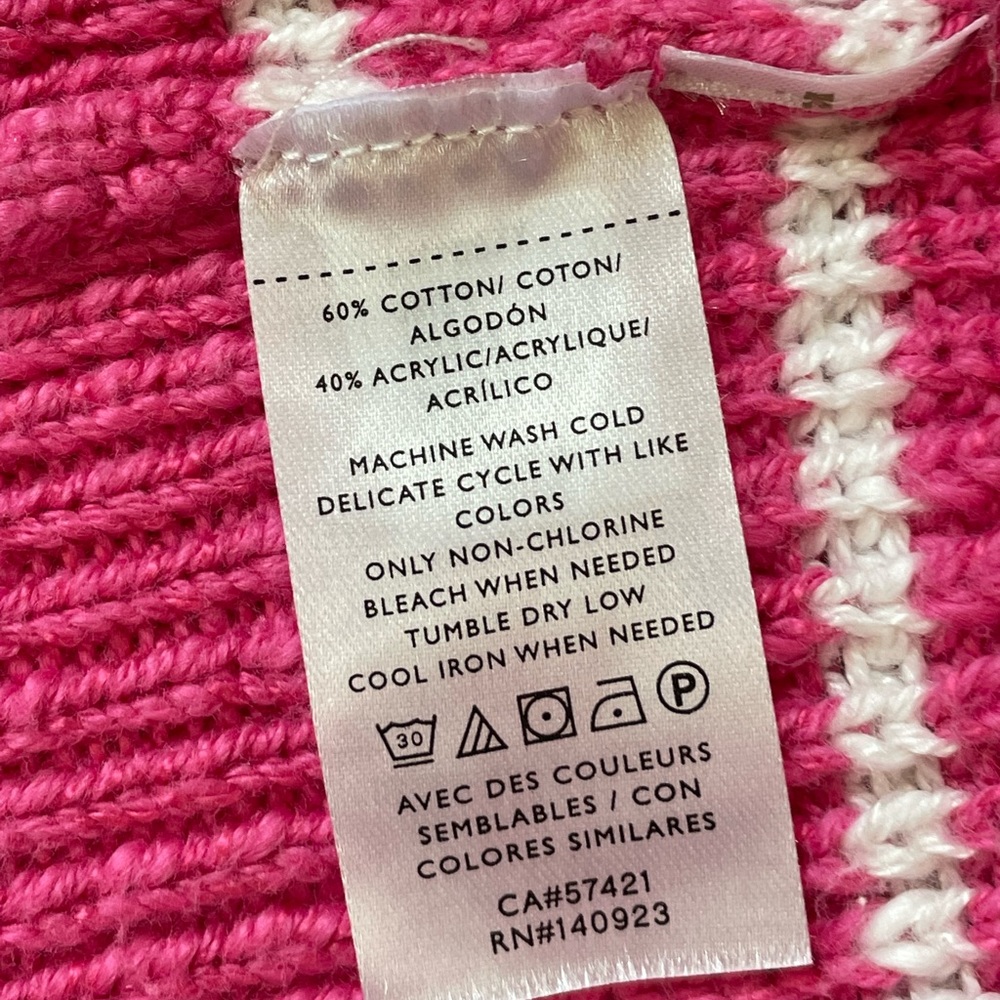 60% COTTON/ COTON/
ALGODÓN
40% ACRYLIC/ACRYLIQUE/
ACRÍLICO
MACHINE WASH COLD
DELICATE CYCLE WITH LIKE
COLORS
ONLY NON-CHLORINE
BLEACH WHEN NEEDED
TUMBLE DRY LOW
COOL IRON WHEN NEEDED
30 P
AVEC DES COULEURS
SEMBLABLES / CON
COLORES SIMILARES
CA#57421
RN#140923